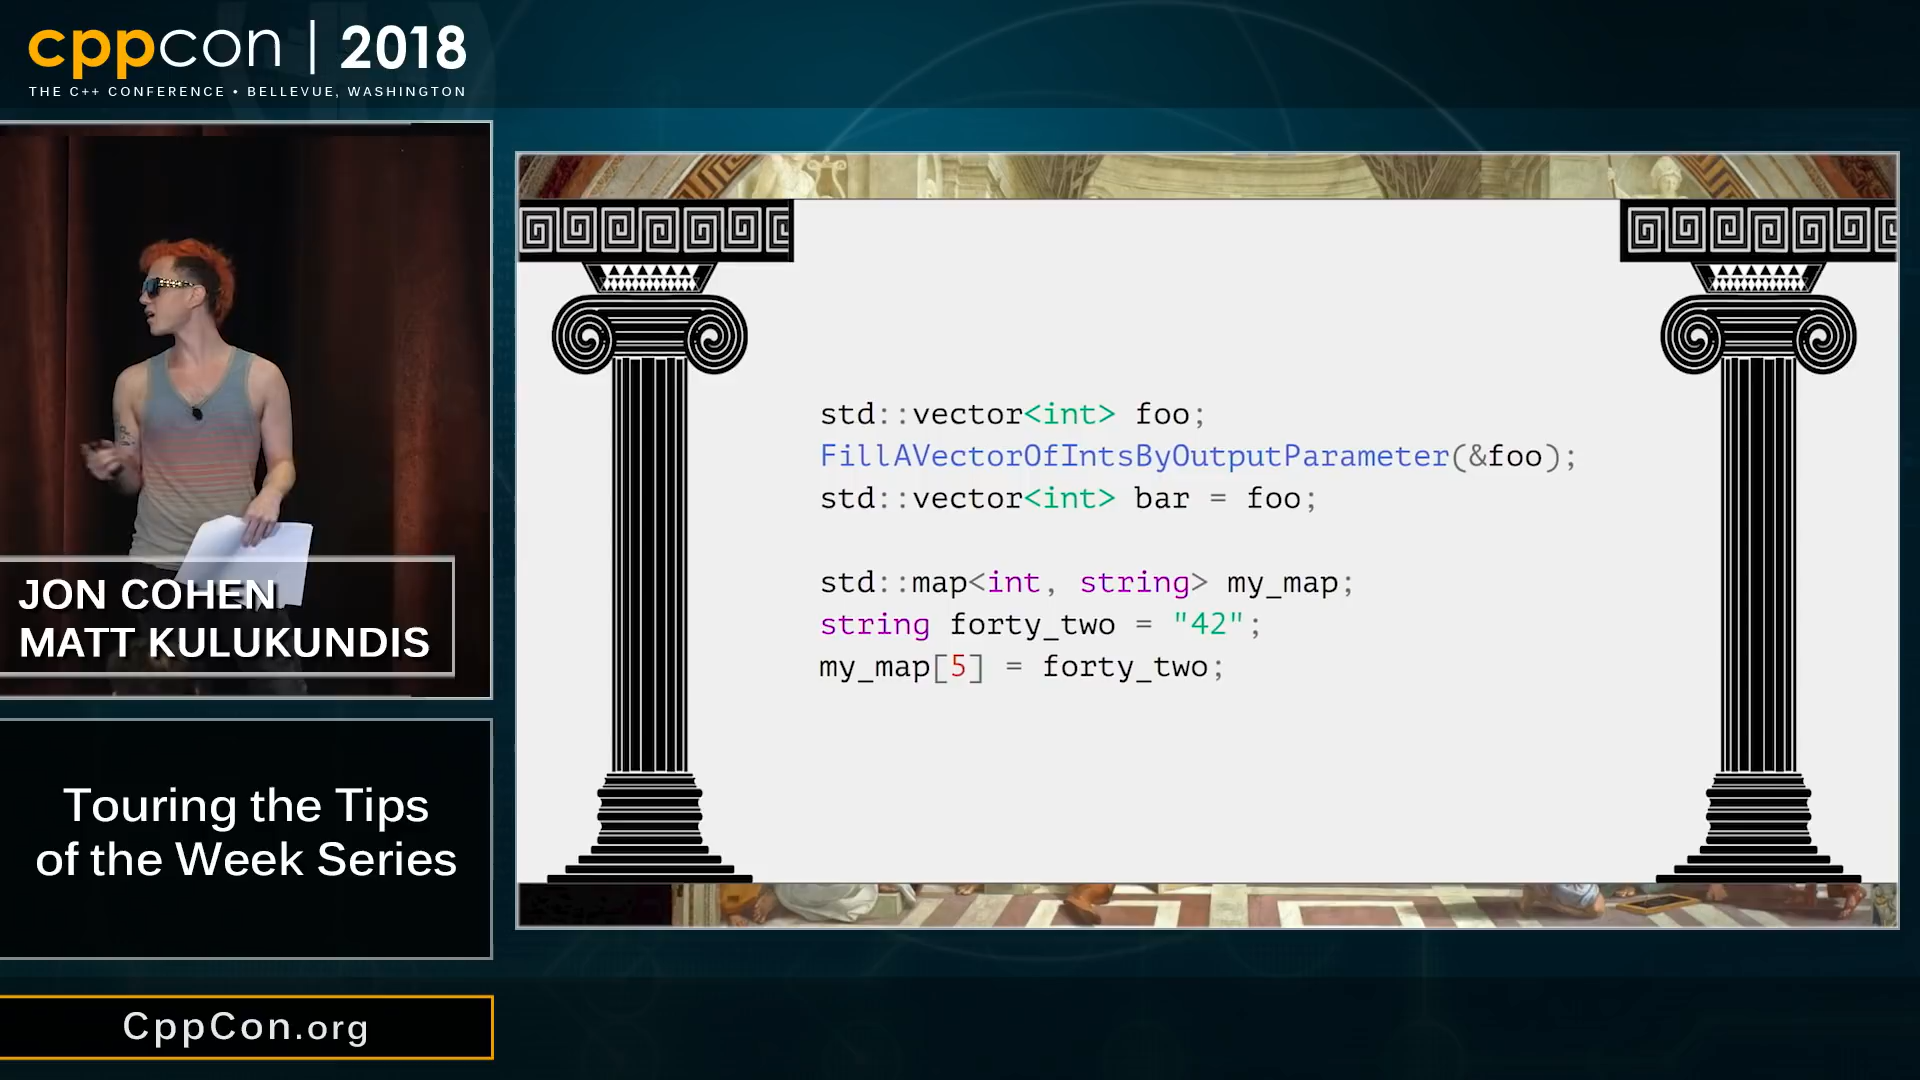 cppcon | 2018
THE C++ CONFERENCE • BELLEVUE, WASHINGTON
JON COHEN
MATT KULUKUNDIS
Touring the Tips
of the Week Series
CppCon.org
std::vector<int> foo;
FillAVectorOfIntsByOutputParameter(&foo);
std::vector<int> bar = foo;
std::map<int, string> my_map;
string forty_two = "42";
my_map[5] = forty_two;